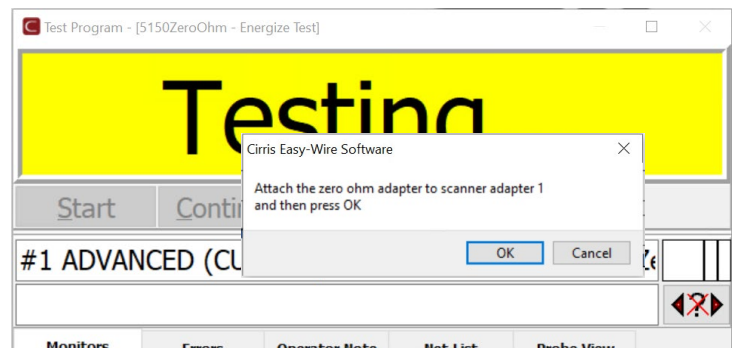 Test Program - [5150ZeroOhm - Energize Test]
Testing
Cirris Easy-Wire Software
Attach the zero ohm adapter to scanner adapter 1
and then press OK
OK Cancel
Start
#1 ADVANCED
?
Monitors Errors Operator Note Net List Probe View